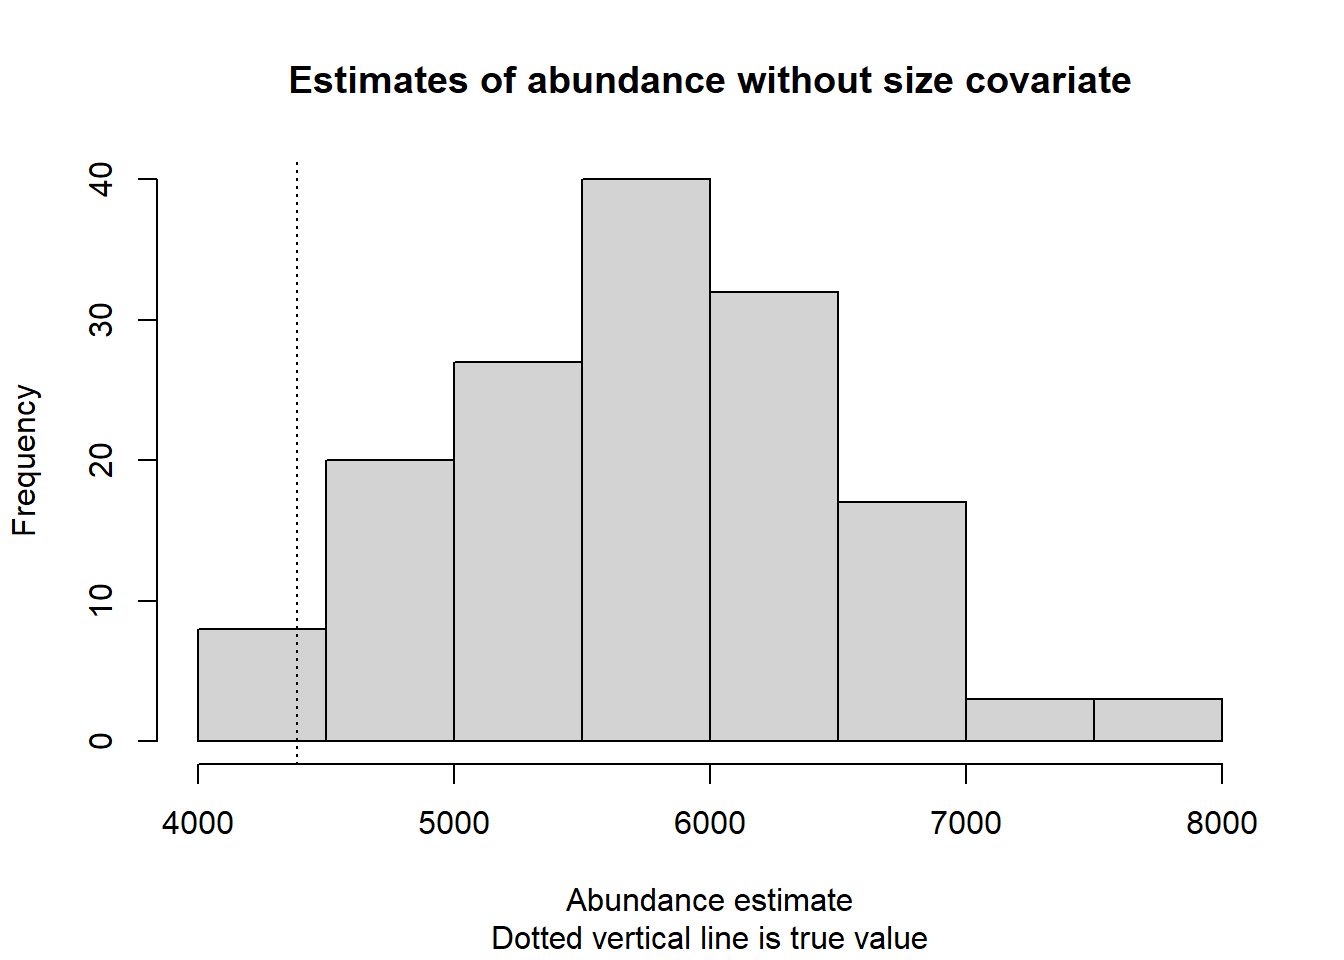 Estimates of abundance without size covariate
40
30
20
10
0
Frequency
4000 5000 6000 7000 8000
Abundance estimate
Dotted vertical line is true value